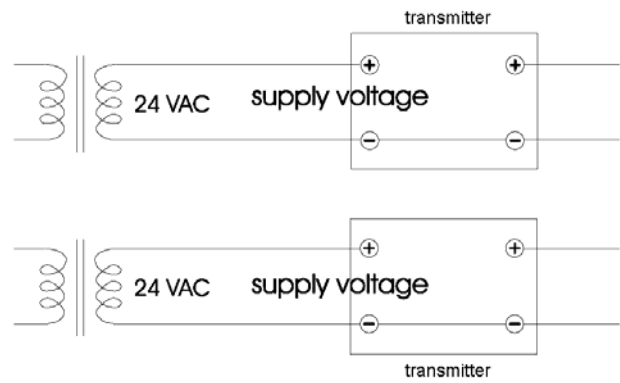 transmitter
24 VAC supply voltage
+ +
- -
24 VAC supply voltage
+ +
- -
transmitter